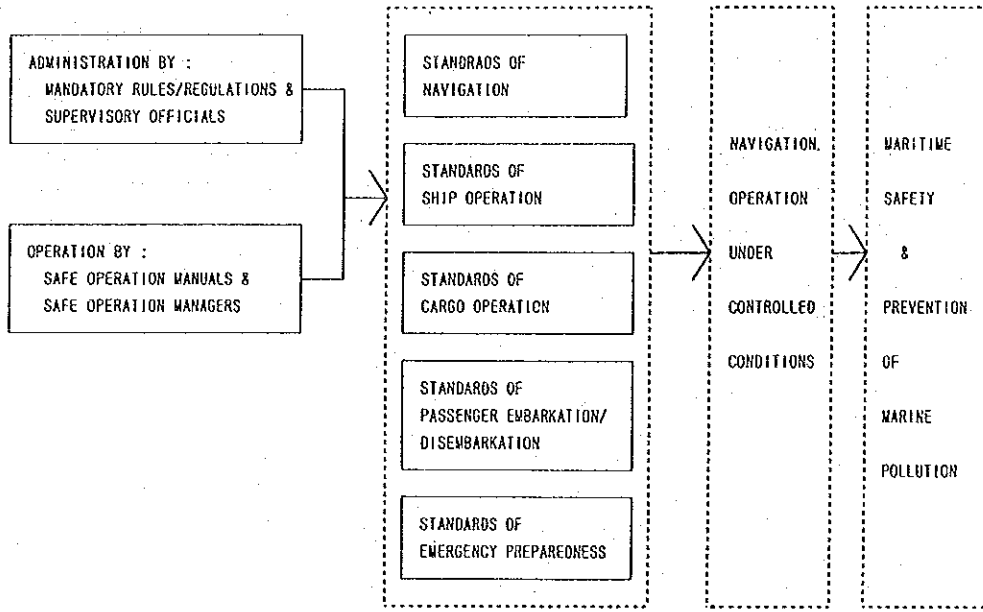 ADMINISTRATION BY :
MANDATORY RULES/REGULATIONS &
SUPERVISORY OFFICIALS
OPERATION BY :
SAFE OPERATION MANUALS &
SAFE OPERATION MANAGERS
STANDRADS OF
NAVIGATION
STANDARDS OF
SHIP OPERATION
STANDARDS OF
CARGO OPERATION
STANDARDS OF
PASSENGER EMBARKATION/
DISEMBARKATION
STANDARDS OF
EMERGENCY PREPAREDNESS
NAVIGATION,
OPERATION
UNDER
CONTROLLED
CONDITIONS
MARITIME
SAFETY
&
PREVENTION
OF
MARINE
POLLUTION